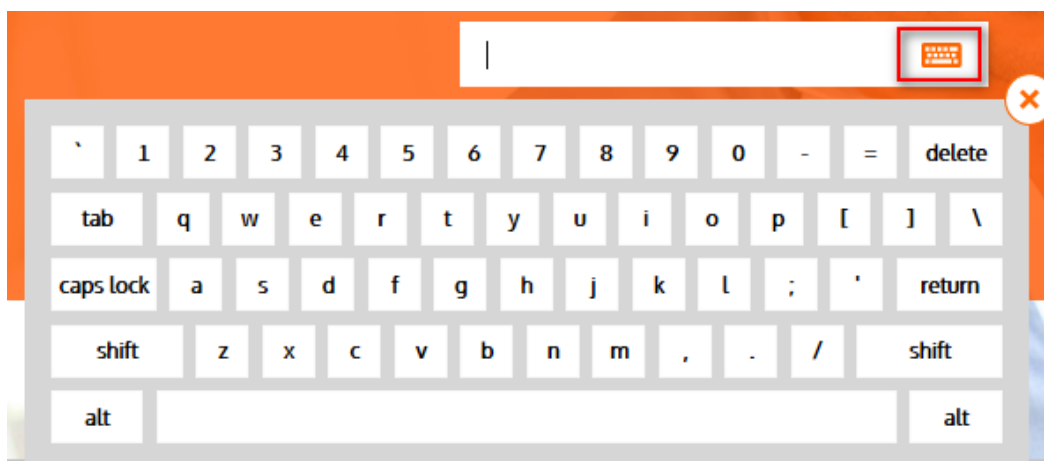 ` 1 2 3 4 5 6 7 8 9 0 - = delete
tab q w e r t y u i o p [ ] \
caps lock a s d f g h j k l ; ' return
shift z x c v b n m , . / shift
alt alt